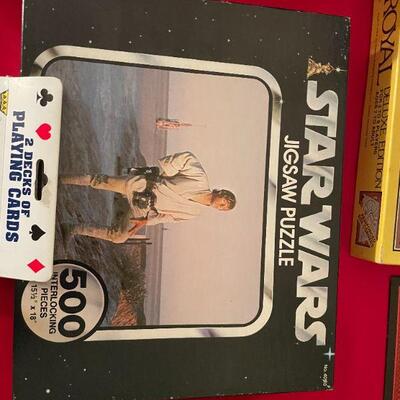 2 DECKS OF
PLAYING CARDS
STAR WARS
JIGSAW PUZZLE
500
INTERLOCKING
PIECES
15½" x 18"
ROYAL
DELUXE EDITION